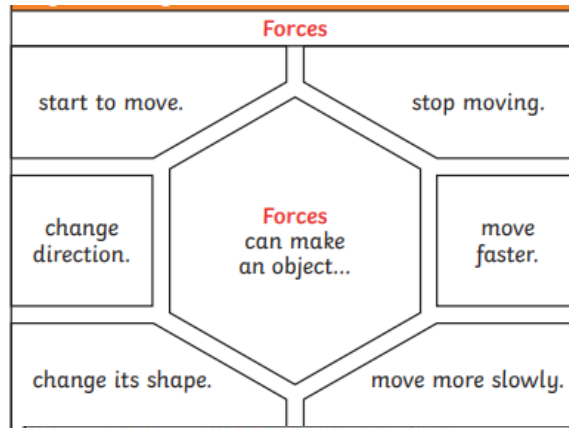 Forces
start to move.
stop moving.
change
direction.
Forces
can make
an object...
move
faster.
change its shape.
move more slowly.